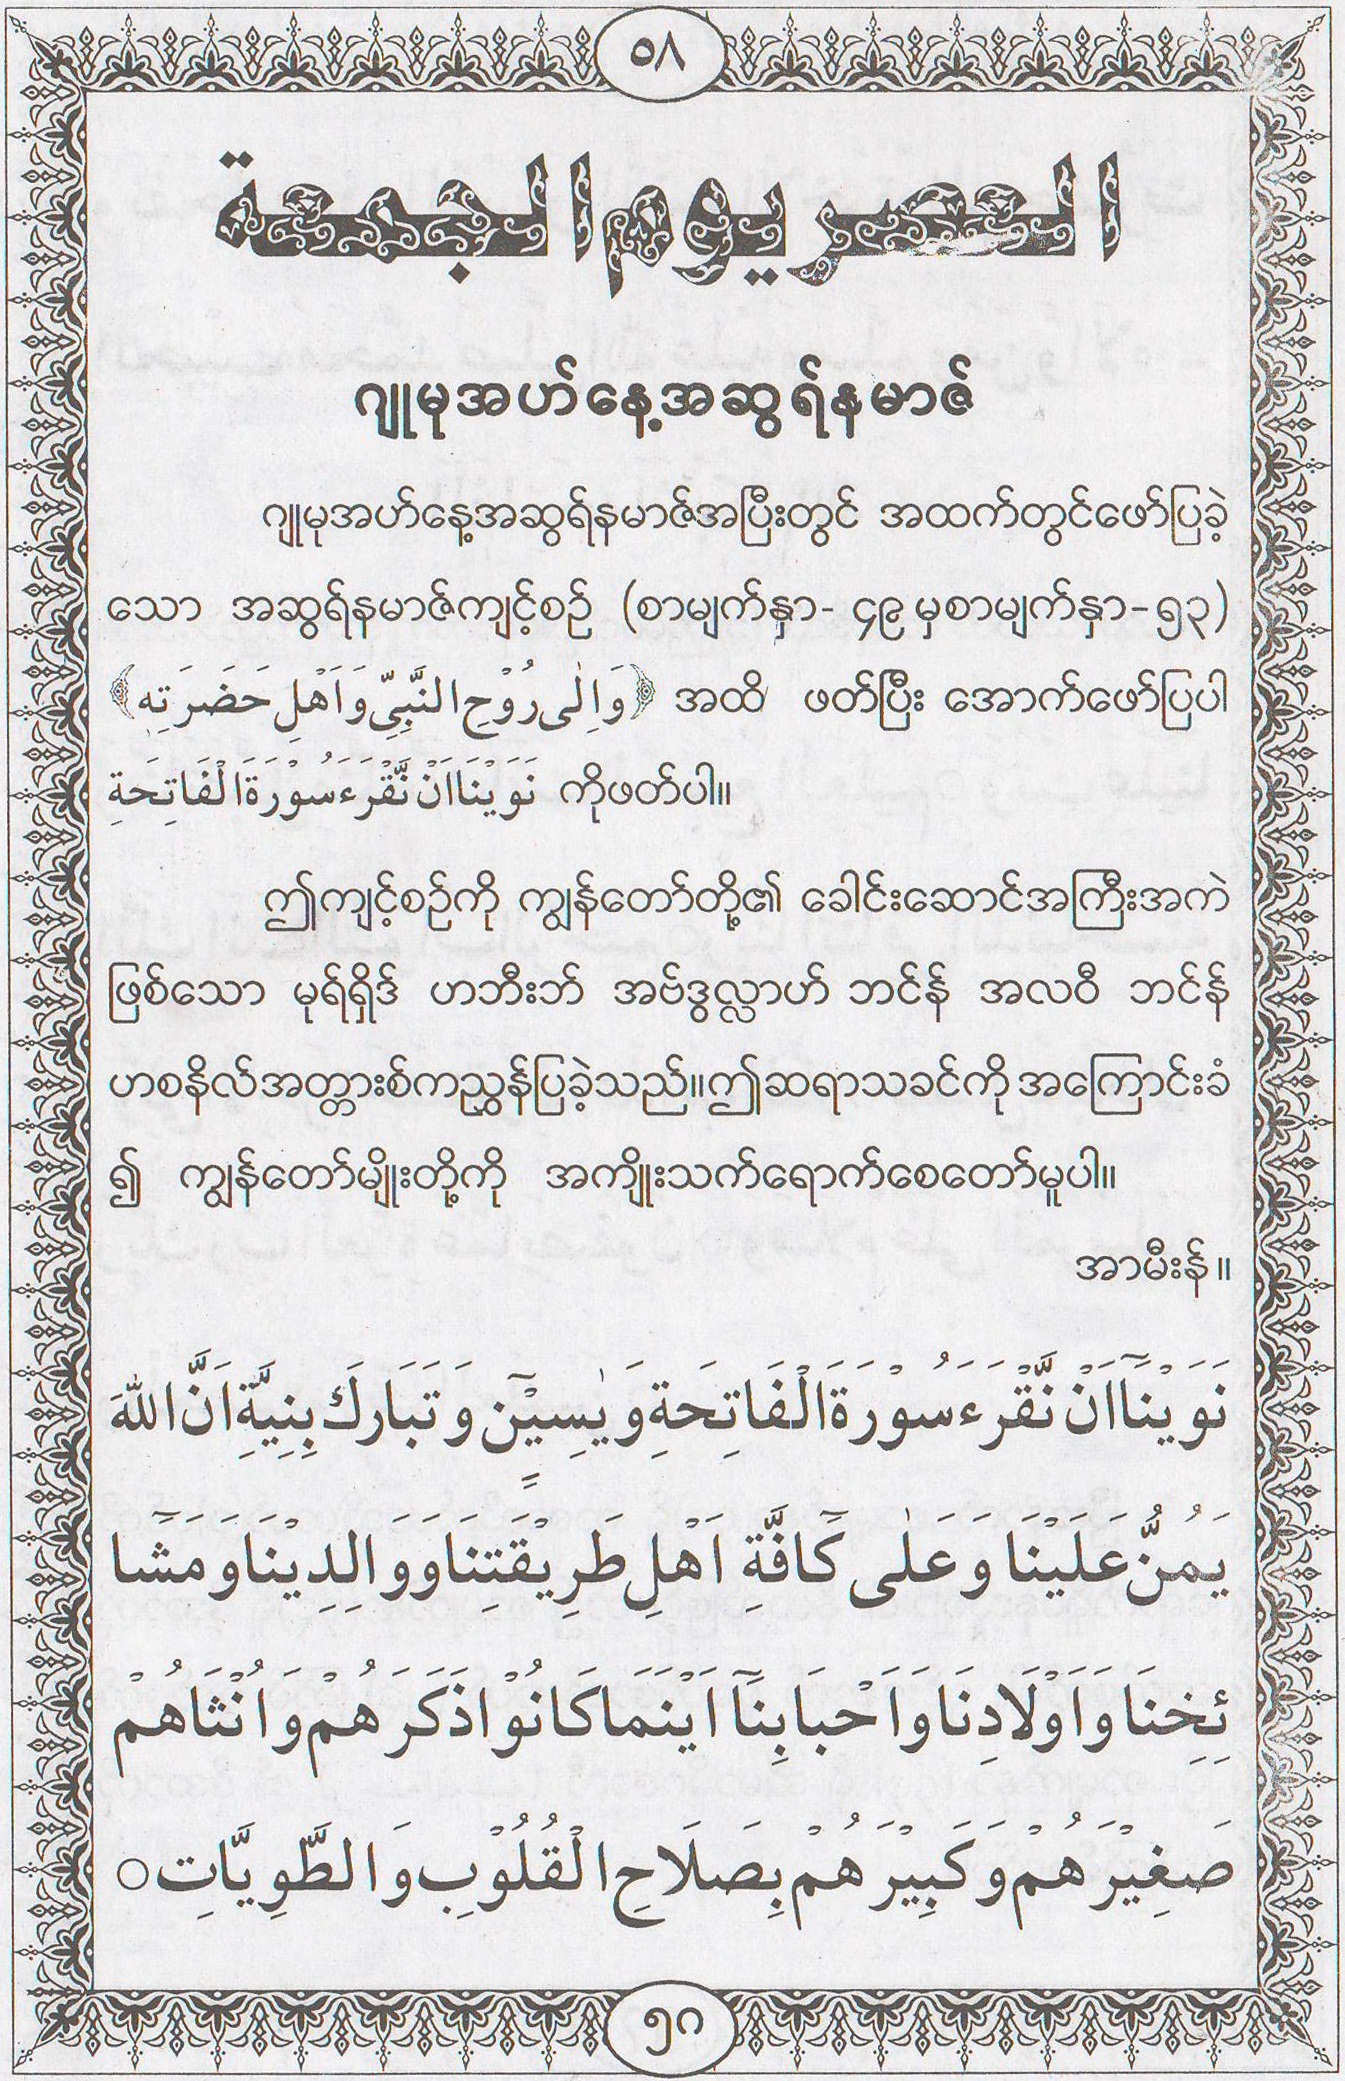 ٥٨
العصر يوم الجمعة
ဂျုမုအဟ်နေ့အဆွရ်နမာဇ်
ဂျုမုအဟ်နေ့အဆွရ်နမာဇ်အပြီးတွင် အထက်တွင်ဖော်ပြခဲ့
သော အဆွရ်နမာဇ်ကျင့်စဉ် (စာမျက်နှာ- ၄၉ မှစာမျက်နှာ-၅၃)
﴿وَاِلٰى رُوْحِ النَّبِيِّ وَاَهْلِ حَضَرَتِهٖ﴾ အထိ ဖတ်ပြီး အောက်ဖော်ပြပါ
نَوَيْنَا اَنْ نَّقْرَءَ سُوْرَةَ الْفَاتِحَةِ ကိုဖတ်ပါ။
ဤကျင့်စဉ်ကို ကျွန်တော်တို့၏ ခေါင်းဆောင်အကြီးအကဲ
ဖြစ်သော မုရ်ရှိဒ် ဟဘီးဘ် အဗ်ဒွလ္လာဟ် ဘင်န် အလဝီ ဘင်န်
ဟစနိလ်အတ္တားစ်ကညွှန်ပြခဲ့သည်။ဤဆရာသခင်ကို အကြောင်းခံ
၍ ကျွန်တော်မျိုးတို့ကို အကျိုးသက်ရောက်စေတော်မူပါ။
အာမီးန်။
نَوَيْنَآ اَنْ نَّقْرَءَ سُوْرَةَ الْفَاتِحَةِ وَيٰسِيْٓنٍ وَتَبَارَكَ بِنِيَّةِ اَنَّ اللهَ
يَمُنُّ عَلَيْنَا وَعَلٰى كَآفَّةِ اَهْلِ طَرِيْقَتِنَا وَوَالِدِيْنَا وَمَشَآ
ئِخِنَا وَاَوْلَادِنَا وَاَحْبَابِنَآ اَيْنَمَا كَانُوْا ذَكَرَهُمْ وَاُنْثَاهُمْ
صَغِيْرَهُمْ وَكَبِيْرَهُمْ بِصَلَاحِ الْقُلُوْبِ وَالطَّوِيَّاتِ ○
၅၈